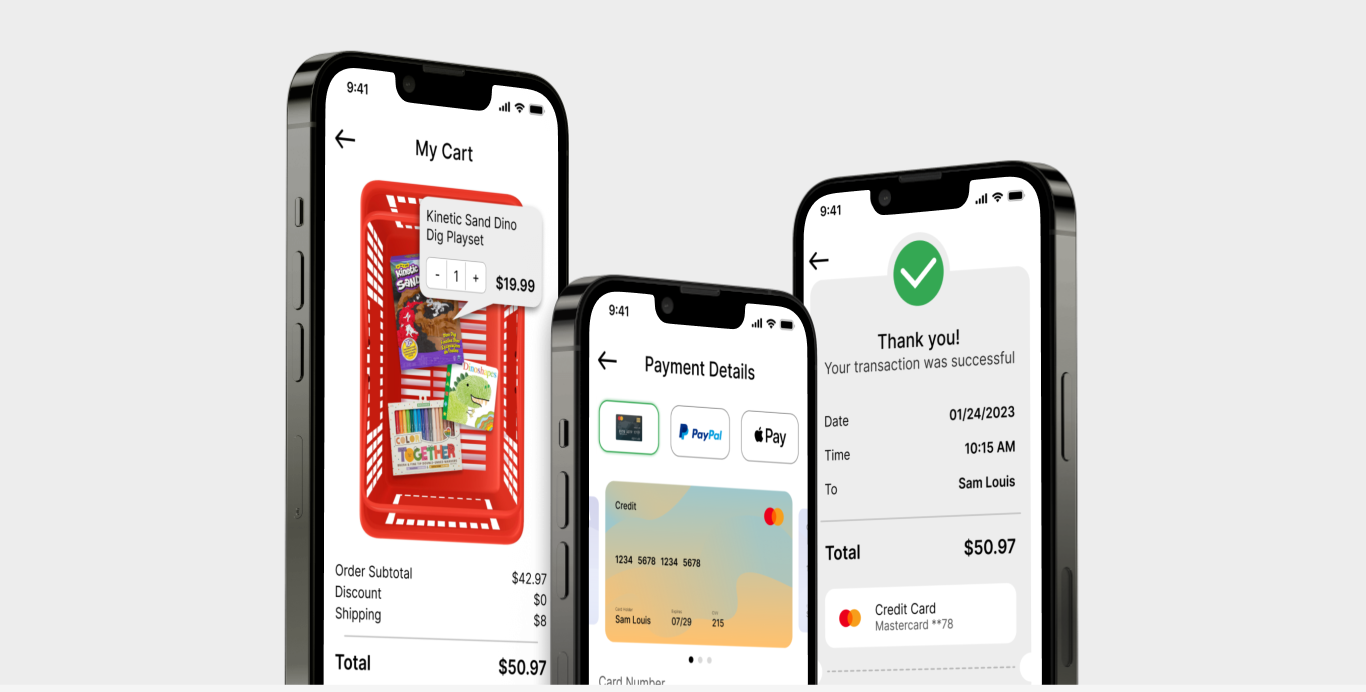 9:41
My Cart
Kinetic Sand Dino
Dig Playset
- 1 +
$19.99
Kinetic
SAND
Dinoshapes
COLOR
TOGETHER
Order Subtotal $42.97
Discount $0
Shipping $8
Total $50.97
9:41
Payment Details
PayPal
Pay
Credit
1234 5678 1234 5678
Card Holder
Sam Louis
07/29
215
Card Number
9:41
Thank you!
Your transaction was successful
Date 01/24/2023
Time 10:15 AM
To Sam Louis
Total $50.97
Credit Card
Mastercard **78